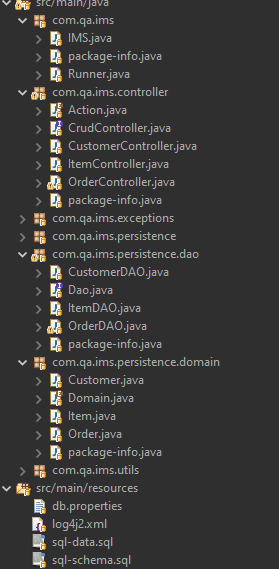 src/main/java
com.qa.ims
IMS.java
package-info.java
Runner.java
com.qa.ims.controller
Action.java
CrudController.java
CustomerController.java
ItemController.java
OrderController.java
package-info.java
com.qa.ims.exceptions
com.qa.ims.persistence
com.qa.ims.persistence.dao
CustomerDAO.java
Dao.java
ItemDAO.java
OrderDAO.java
package-info.java
com.qa.ims.persistence.domain
Customer.java
Domain.java
Item.java
Order.java
package-info.java
com.qa.ims.utils
src/main/resources
db.properties
log4j2.xml
sql-data.sql
sql-schema.sql